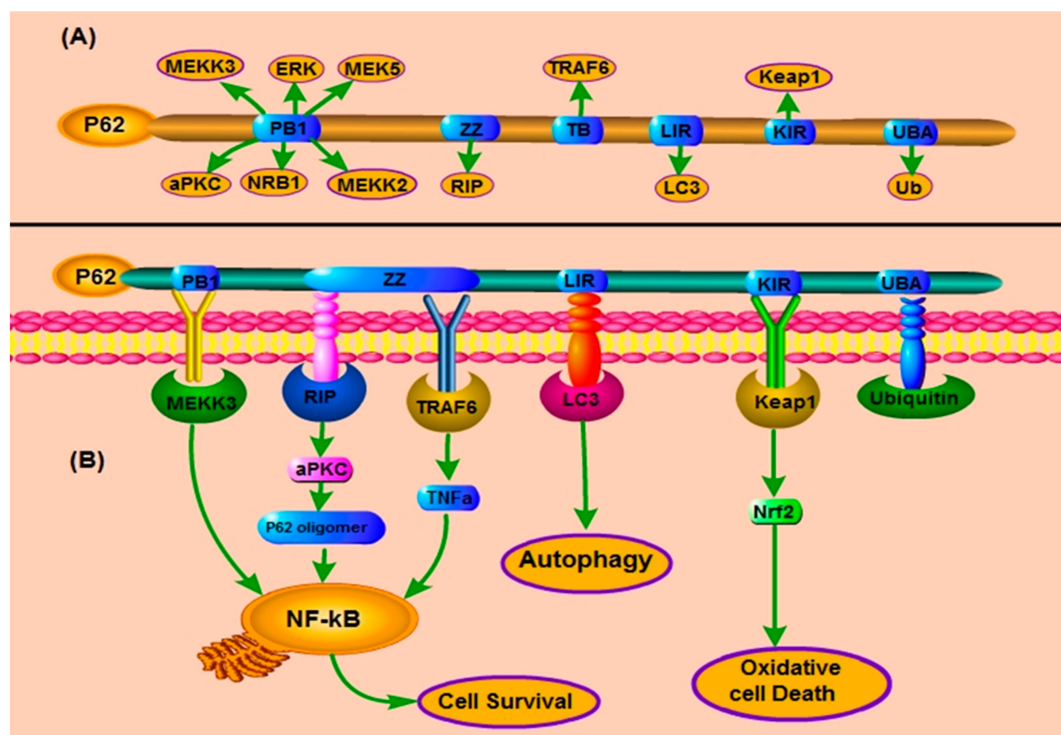 (A)
MEKK3
ERK
MEK5
TRAF6
Keap1
P62
PB1
ZZ
TB
LIR
KIR
UBA
aPKC
NRB1
MEKK2
RIP
LC3
Ub
P62
PB1
ZZ
LIR
KIR
UBA
MEKK3
RIP
TRAF6
LC3
Keap1
Ubiquitin
(B)
aPKC
TNFa
Nrf2
P62 oligomer
Autophagy
NF-kB
Oxidative
cell Death
Cell Survival